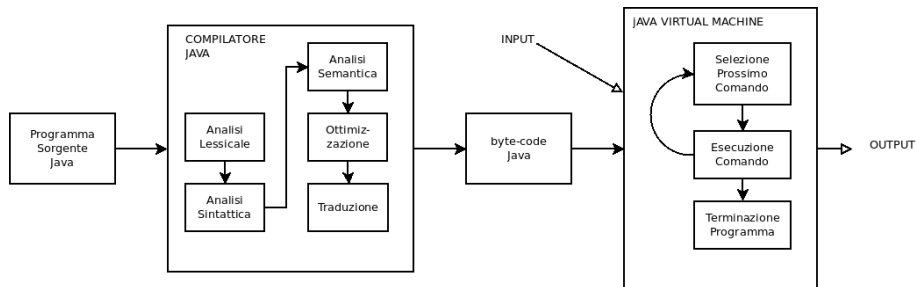 Programma
Sorgente
Java
COMPILATORE
JAVA
Analisi
Lessicale
Analisi
Sintattica
Analisi
Semantica
Ottimiz-
zazione
Traduzione
byte-code
Java
INPUT
JAVA VIRTUAL MACHINE
Selezione
Prossimo
Comando
Esecuzione
Comando
Terminazione
Programma
OUTPUT